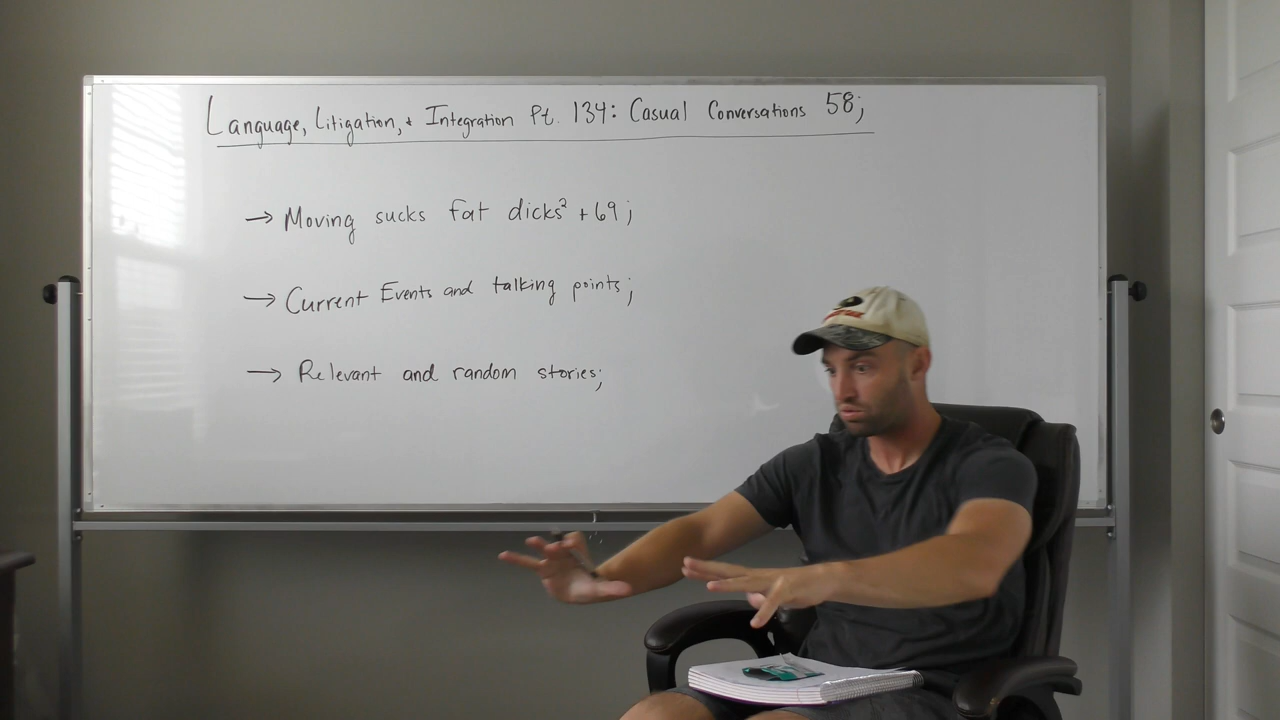 Language, Litigation, + Integration Pt. 134: Casual Conversations 58;
→ Moving sucks fat dicks² + 69;
→ Current Events and talking points;
→ Relevant and random stories;